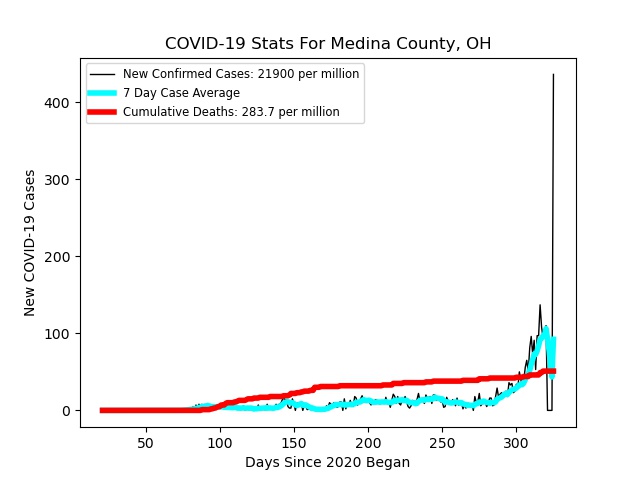 COVID-19 Stats For Medina County, OH
New Confirmed Cases: 21900 per million
7 Day Case Average
Cumulative Deaths: 283.7 per million
New COVID-19 Cases
400
300
200
100
0
50
100
150
200
250
300
Days Since 2020 Began